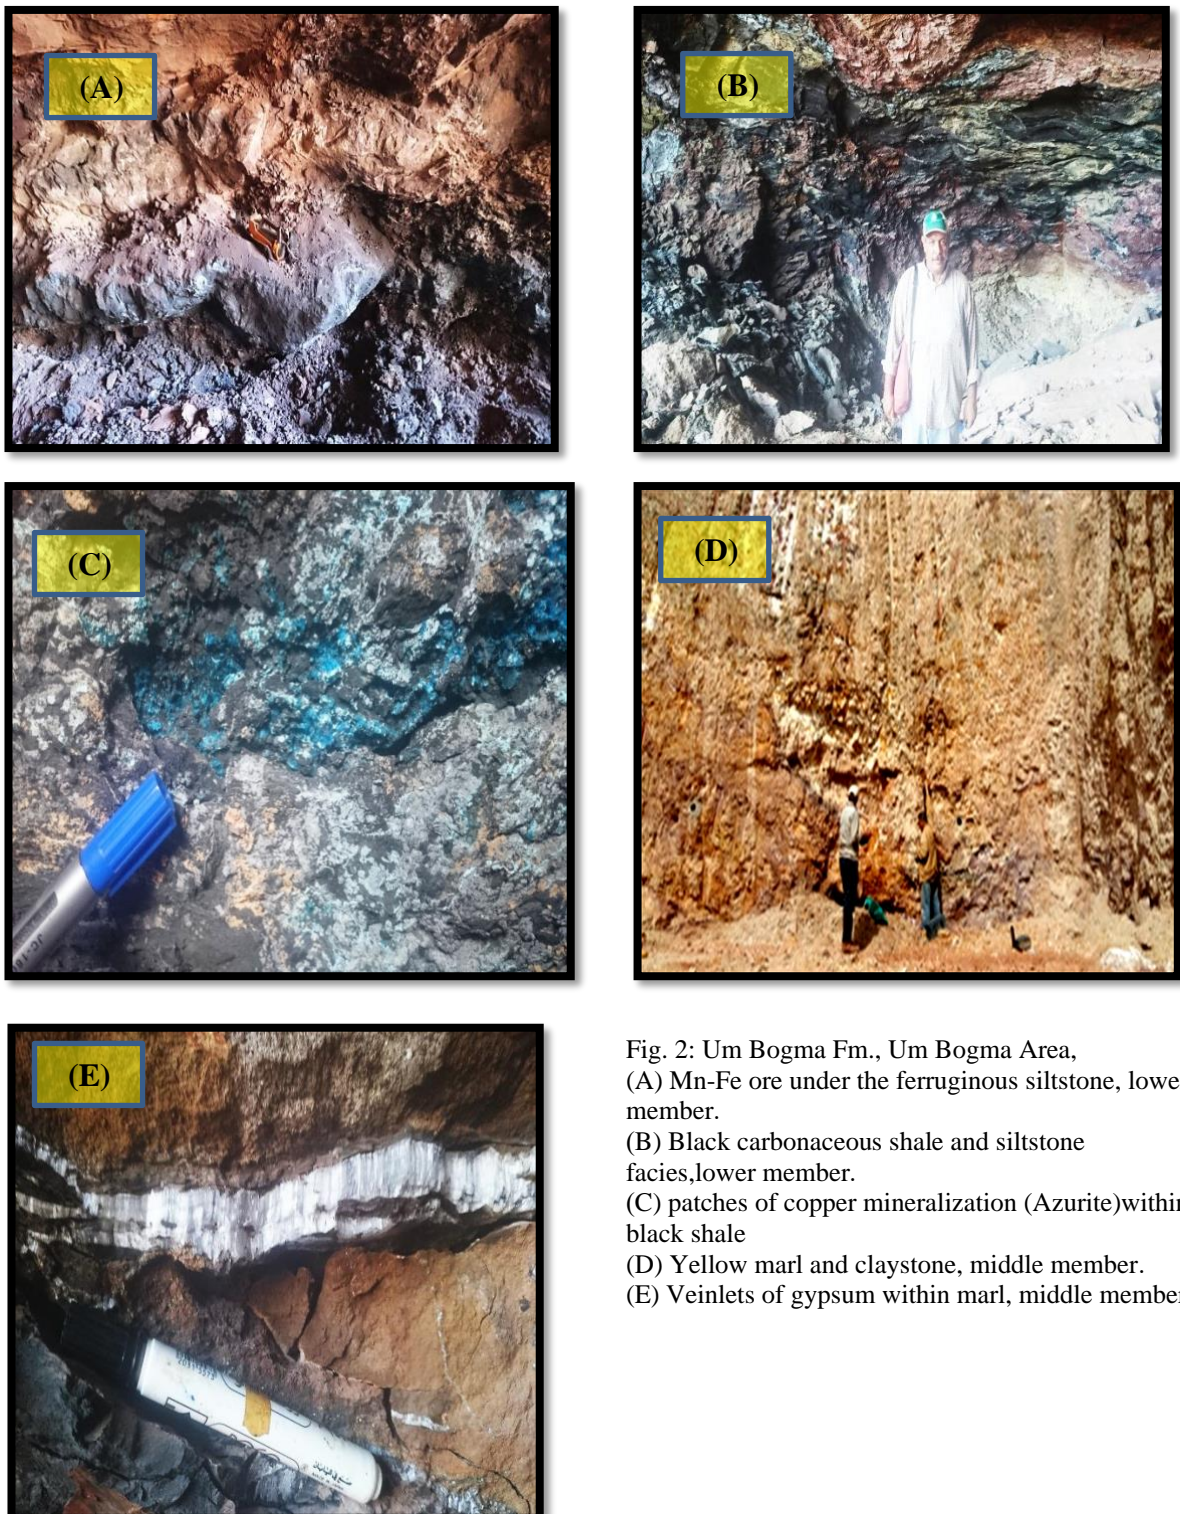 (A)
(B)
(C)
(D)
(E)
Fig. 2: Um Bogma Fm., Um Bogma Area,
(A) Mn-Fe ore under the ferruginous siltstone, lowe
member.
(B) Black carbonaceous shale and siltstone
facies,lower member.
(C) patches of copper mineralization (Azurite)within
black shale
(D) Yellow marl and claystone, middle member.
(E) Veinlets of gypsum within marl, middle member